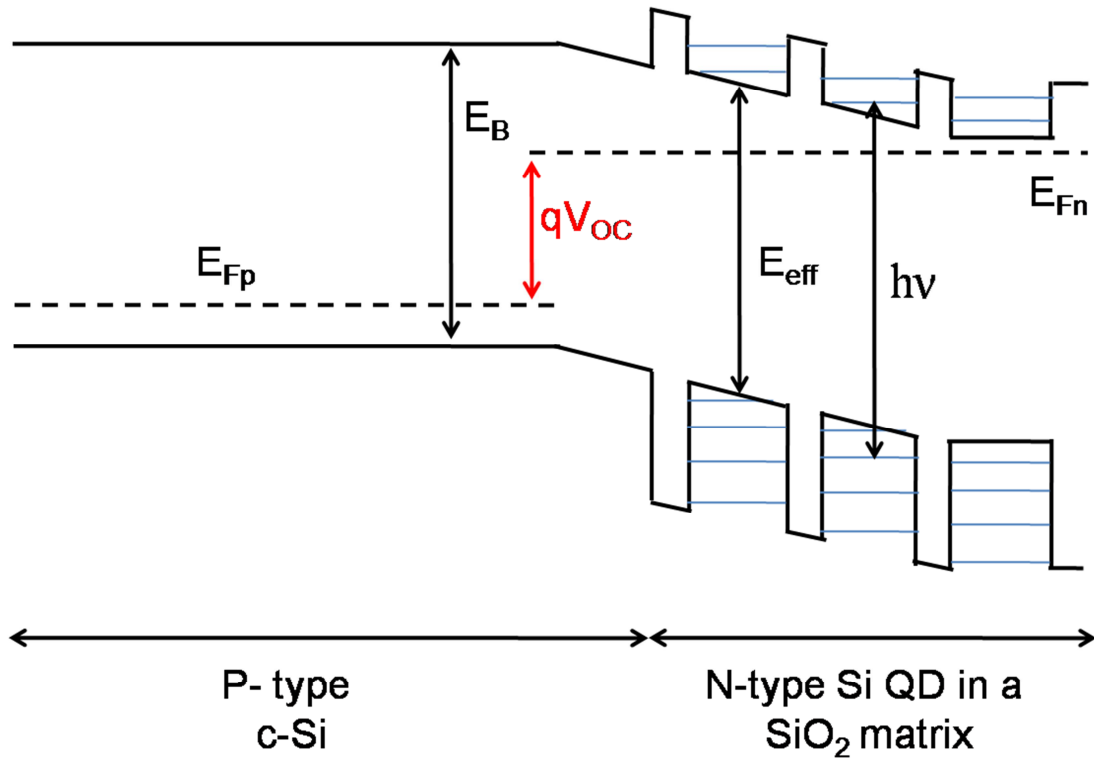 E_B
E_Fn
qV_OC
E_Fp
E_eff
hν
P- type
c-Si
N-type Si QD in a
SiO₂ matrix